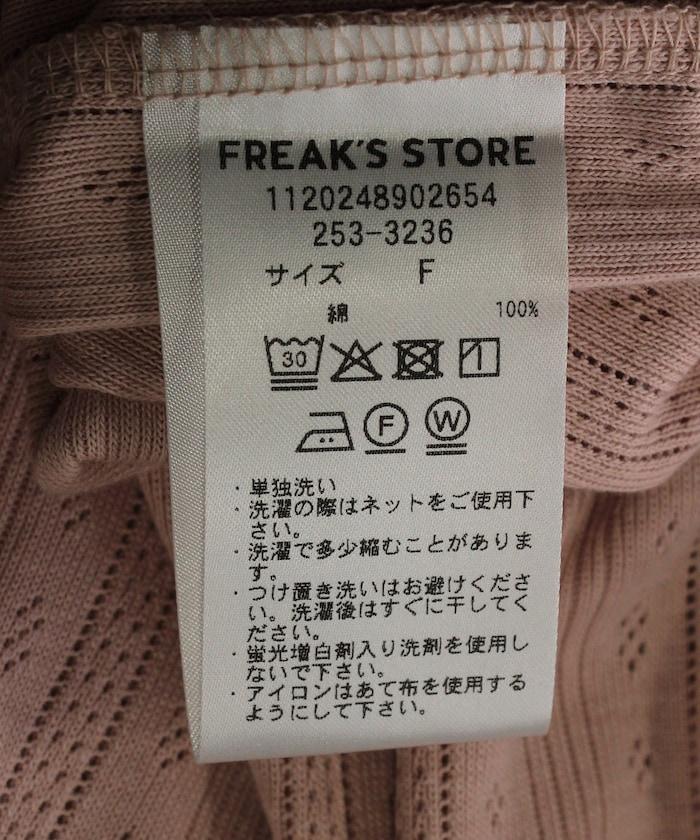 FREAK'S STORE
1120248902654
253-3236
サイズ F
綿 100%
30
F W
・単独洗い
・洗濯の際はネットをご使用下
さい。
・洗濯で多少縮むことがありま
す。
・つけ置き洗いはお避けくださ
い。洗濯後はすぐに干してく
ださい。
・蛍光増白剤入り洗剤を使用し
ないで下さい。
・アイロンはあて布を使用する
ようにして下さい。